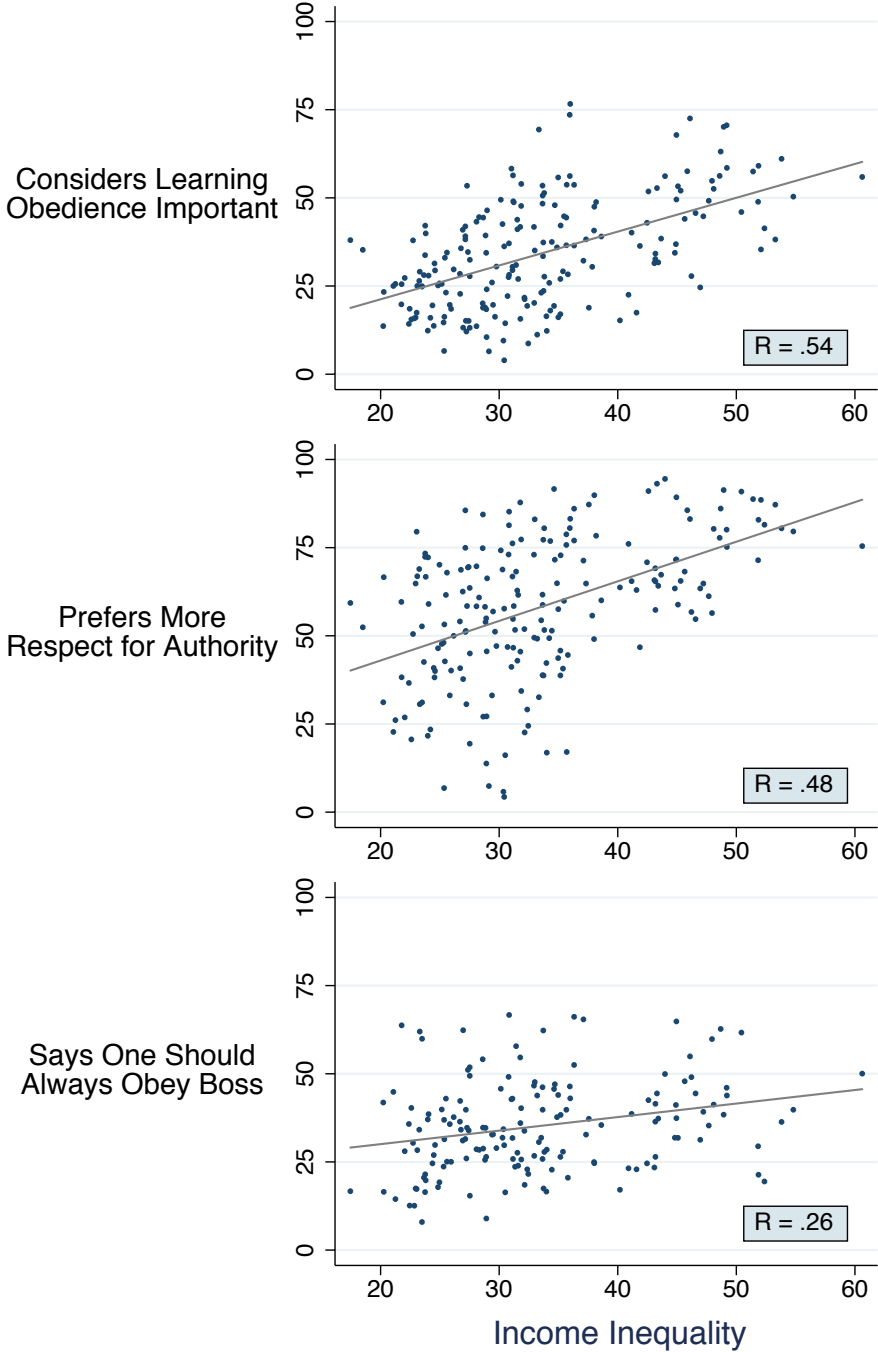 100
75
Considers Learning
Obedience Important
50
25
R = .54
0
20 30 40 50 60
100
75
Prefers More
Respect for Authority
50
25
R = .48
0
20 30 40 50 60
100
75
Says One Should
Always Obey Boss
50
25
R = .26
0
20 30 40 50 60
Income Inequality